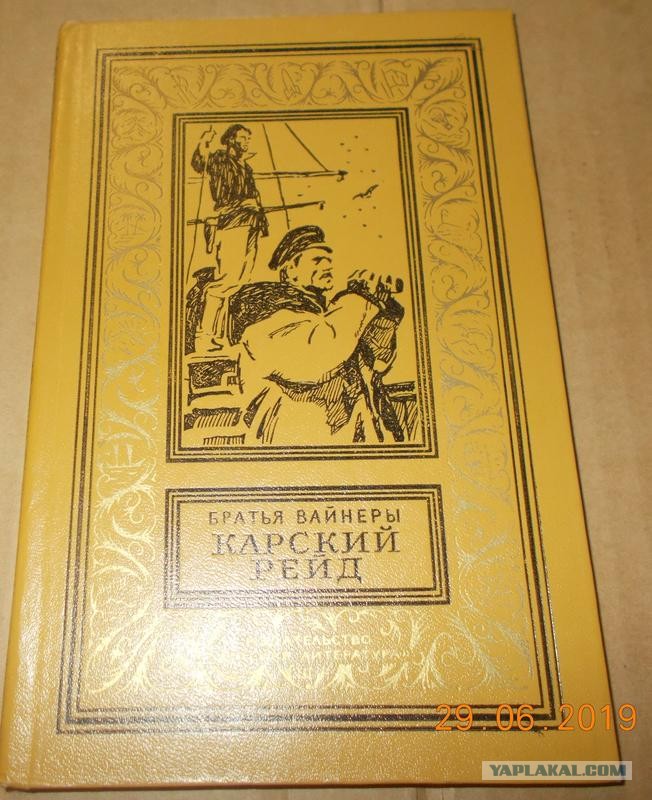 БРАТЬЯ ВАЙНЕРЫ
КАРСКИЙ
РЕЙД
29.06.2019
YAPLAKAL.COM